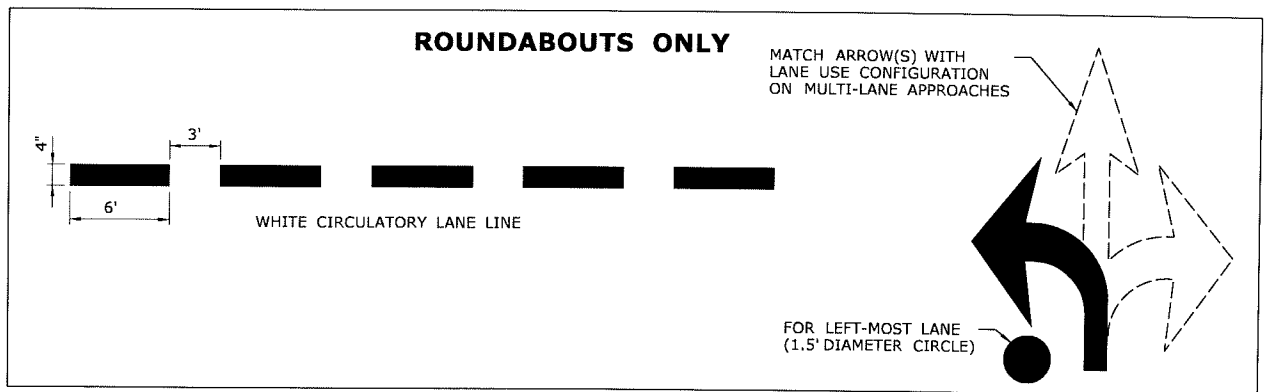 ROUNDABOUTS ONLY
MATCH ARROW(S) WITH
LANE USE CONFIGURATION
ON MULTI-LANE APPROACHES
3'
4"
6'
WHITE CIRCULATORY LANE LINE
FOR LEFT-MOST LANE
(1.5' DIAMETER CIRCLE)